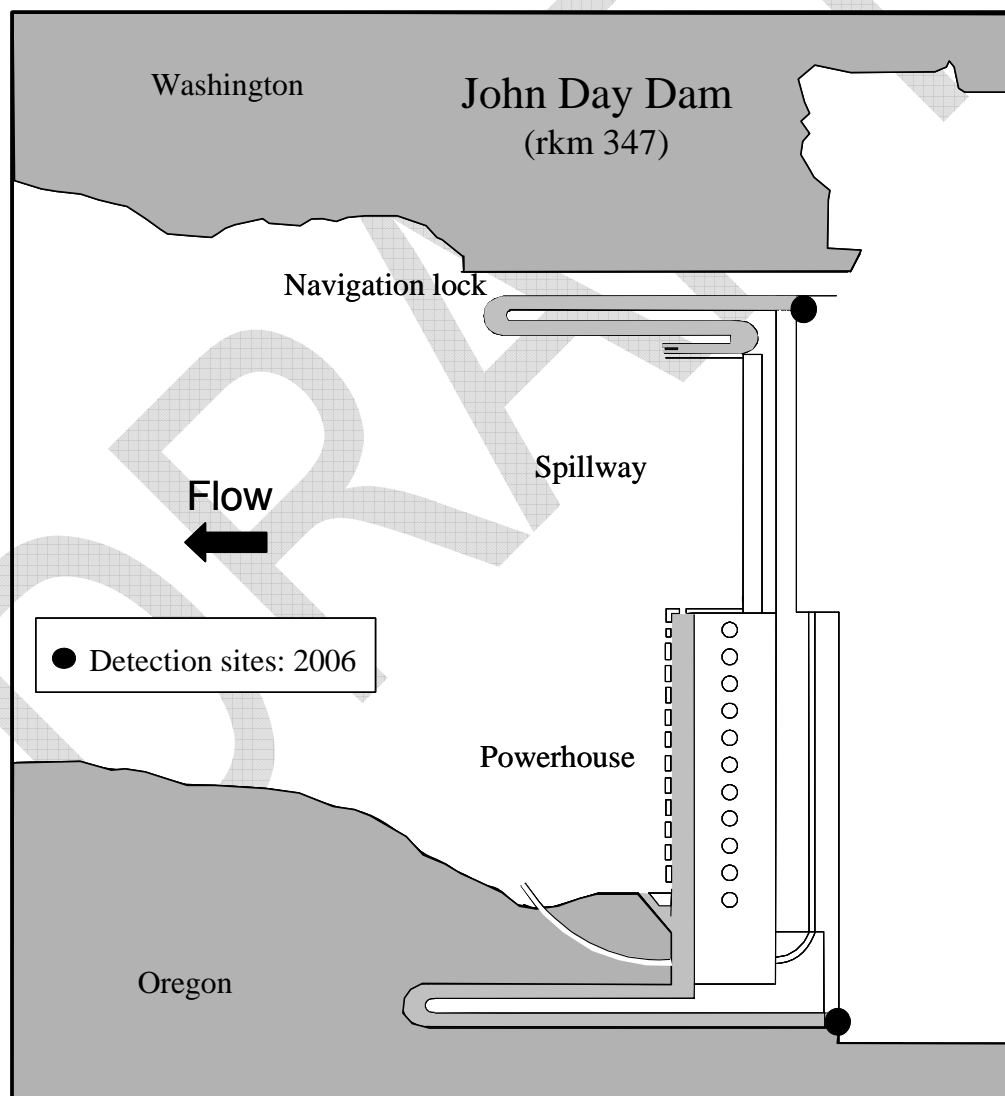 Washington
John Day Dam
(rkm 347)
Navigation lock
Spillway
Flow
Detection sites: 2006
Powerhouse
Oregon
DRAFT